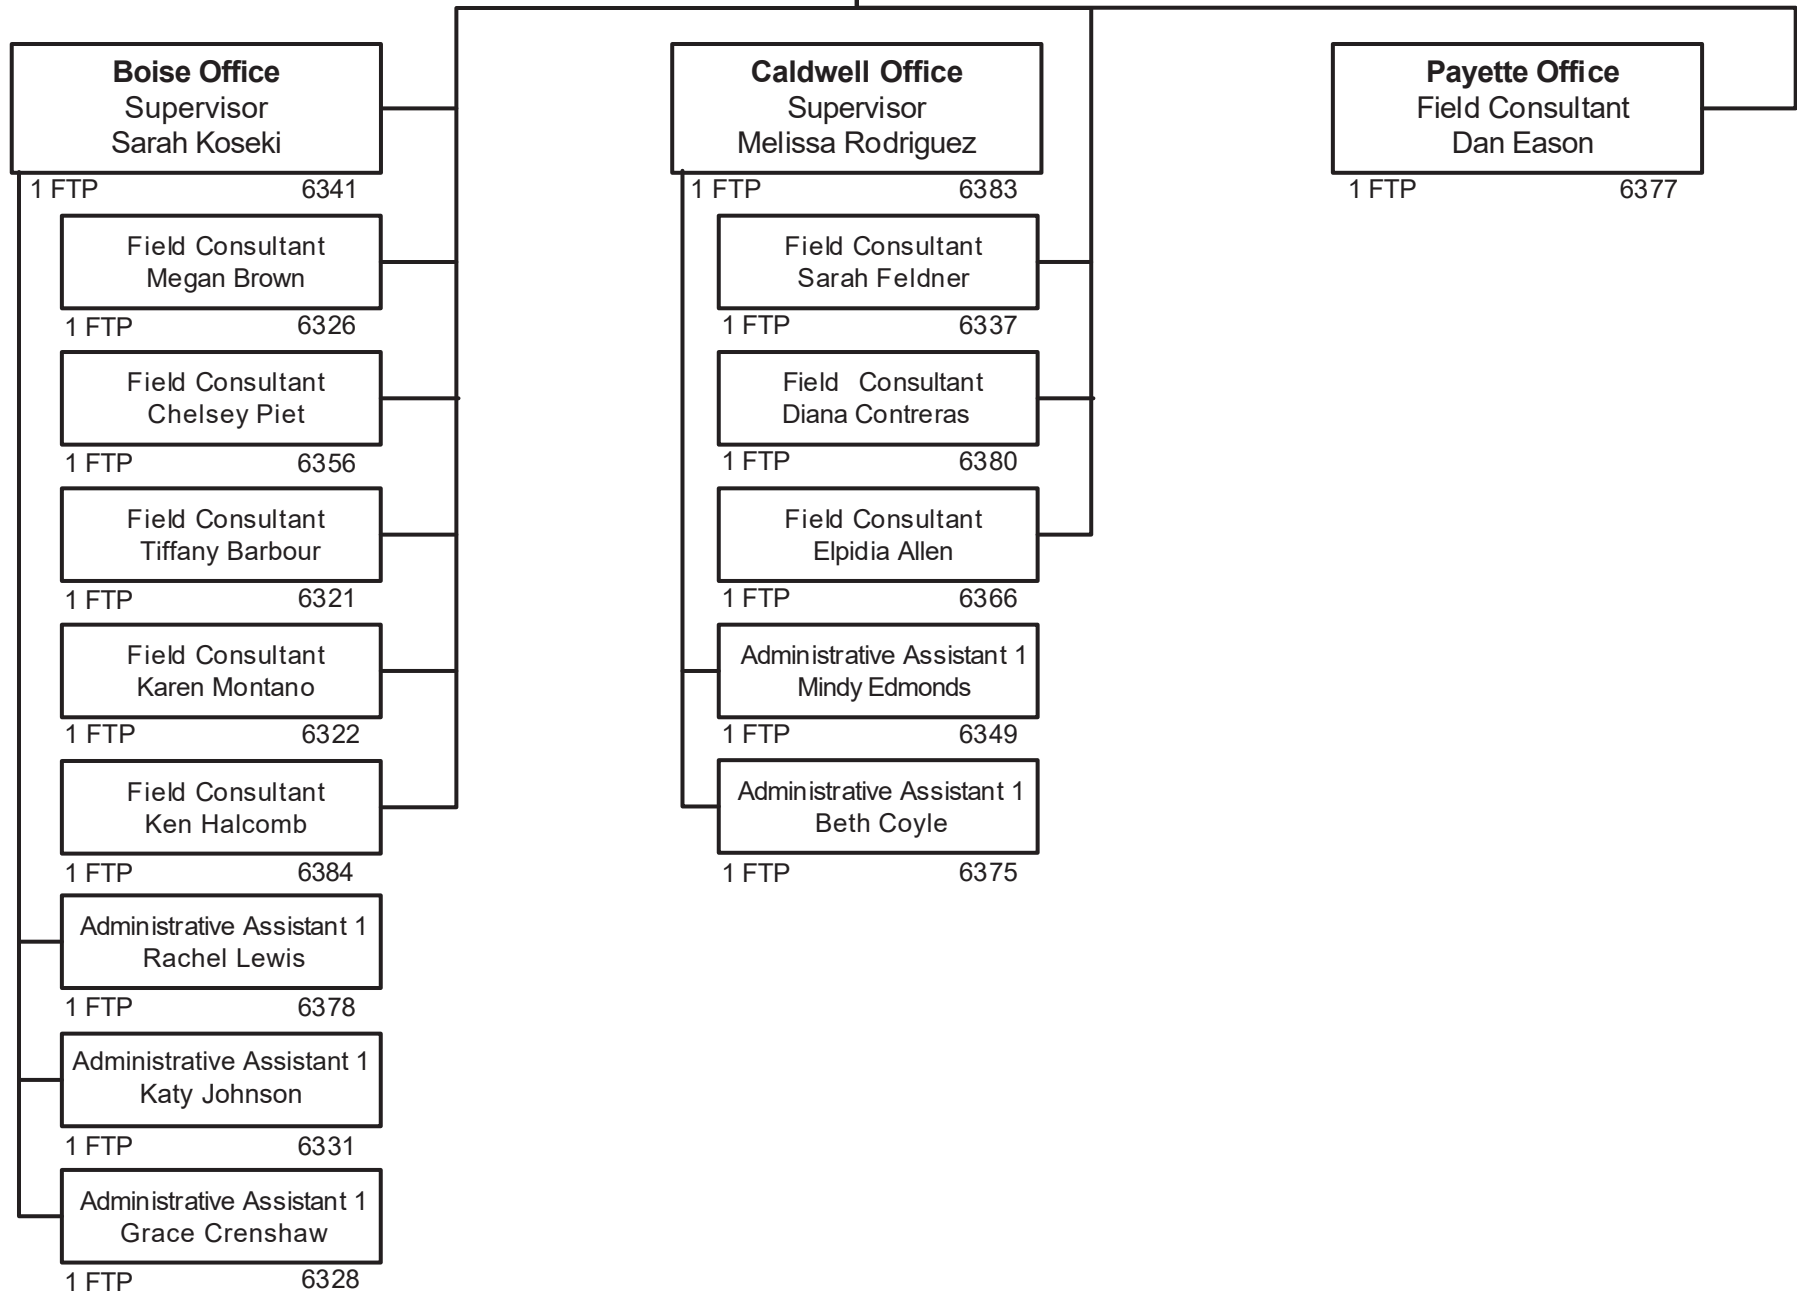 Boise Office
Supervisor
Sarah Koseki
1 FTP 6341
Field Consultant
Megan Brown
1 FTP 6326
Field Consultant
Chelsey Piet
1 FTP 6356
Field Consultant
Tiffany Barbour
1 FTP 6321
Field Consultant
Karen Montano
1 FTP 6322
Field Consultant
Ken Halcomb
1 FTP 6384
Administrative Assistant 1
Rachel Lewis
1 FTP 6378
Administrative Assistant 1
Katy Johnson
1 FTP 6331
Administrative Assistant 1
Grace Crenshaw
1 FTP 6328
Caldwell Office
Supervisor
Melissa Rodriguez
1 FTP 6383
Field Consultant
Sarah Feldner
1 FTP 6337
Field Consultant
Diana Contreras
1 FTP 6380
Field Consultant
Elpidia Allen
1 FTP 6366
Administrative Assistant 1
Mindy Edmonds
1 FTP 6349
Administrative Assistant 1
Beth Coyle
1 FTP 6375
Payette Office
Field Consultant
Dan Eason
1 FTP 6377